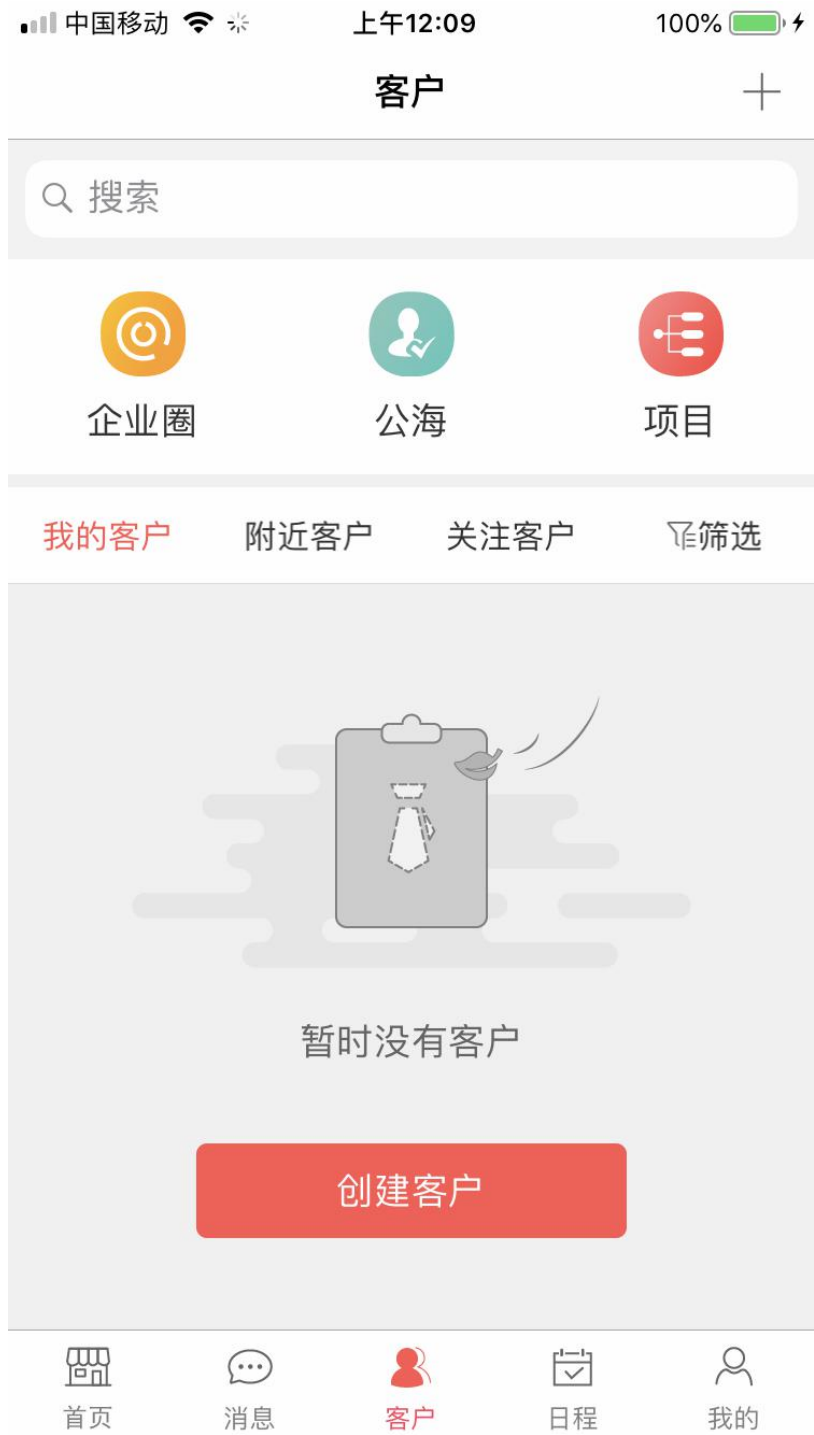 中国移动 上午12:09 100%
客户
搜索
企业圈 公海 项目
我的客户 附近客户 关注客户 筛选
暂时没有客户
创建客户
首页 消息 客户 日程 我的